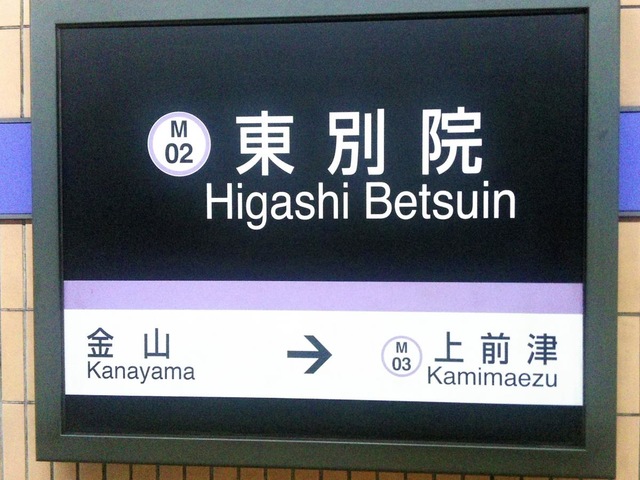 M
02
東別院
Higashi Betsuin
金山
Kanayama
→
M
03
上前津
Kamimaezu